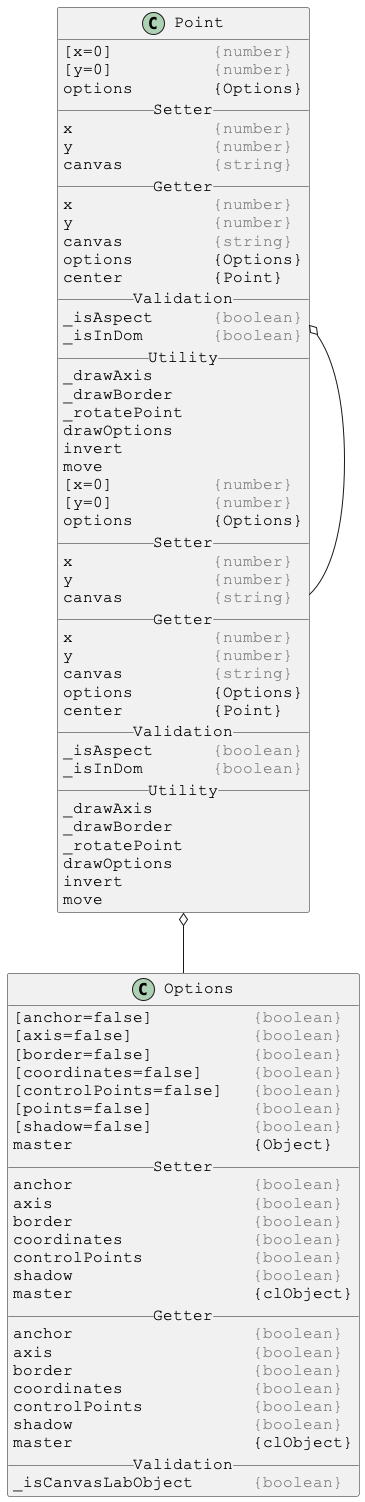 C Point
[x=0] {number}
[y=0] {number}
options {Options}
Setter
x {number}
y {number}
canvas {string}
Getter
x {number}
y {number}
canvas {string}
options {Options}
center {Point}
Validation
_isAspect {boolean}
_isInDom {boolean}
Utility
_drawAxis
_drawBorder
_rotatePoint
drawOptions
invert
move
[x=0] {number}
[y=0] {number}
options {Options}
Setter
x {number}
y {number}
canvas {string}
Getter
x {number}
y {number}
canvas {string}
options {Options}
center {Point}
Validation
_isAspect {boolean}
_isInDom {boolean}
Utility
_drawAxis
_drawBorder
_rotatePoint
drawOptions
invert
move
C Options
[anchor=false] {boolean}
[axis=false] {boolean}
[border=false] {boolean}
[coordinates=false] {boolean}
[controlPoints=false] {boolean}
[points=false] {boolean}
[shadow=false] {boolean}
master {Object}
Setter
anchor {boolean}
axis {boolean}
border {boolean}
coordinates {boolean}
controlPoints {boolean}
shadow {boolean}
master {clObject}
Getter
anchor {boolean}
axis {boolean}
border {boolean}
coordinates {boolean}
controlPoints {boolean}
shadow {boolean}
master {clObject}
Validation
_isCanvasLabObject {boolean}